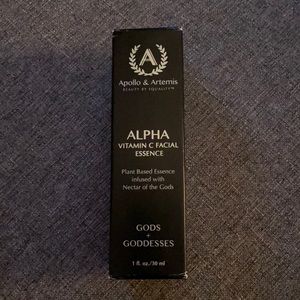 A
Apollo & Artemis
BEAUTY BY EQUALITY™
ALPHA
VITAMIN C FACIAL
ESSENCE
Plant Based Essence
infused with
Nectar of the Gods
GODS
+
GODDESSES
1 fl. oz./30 ml